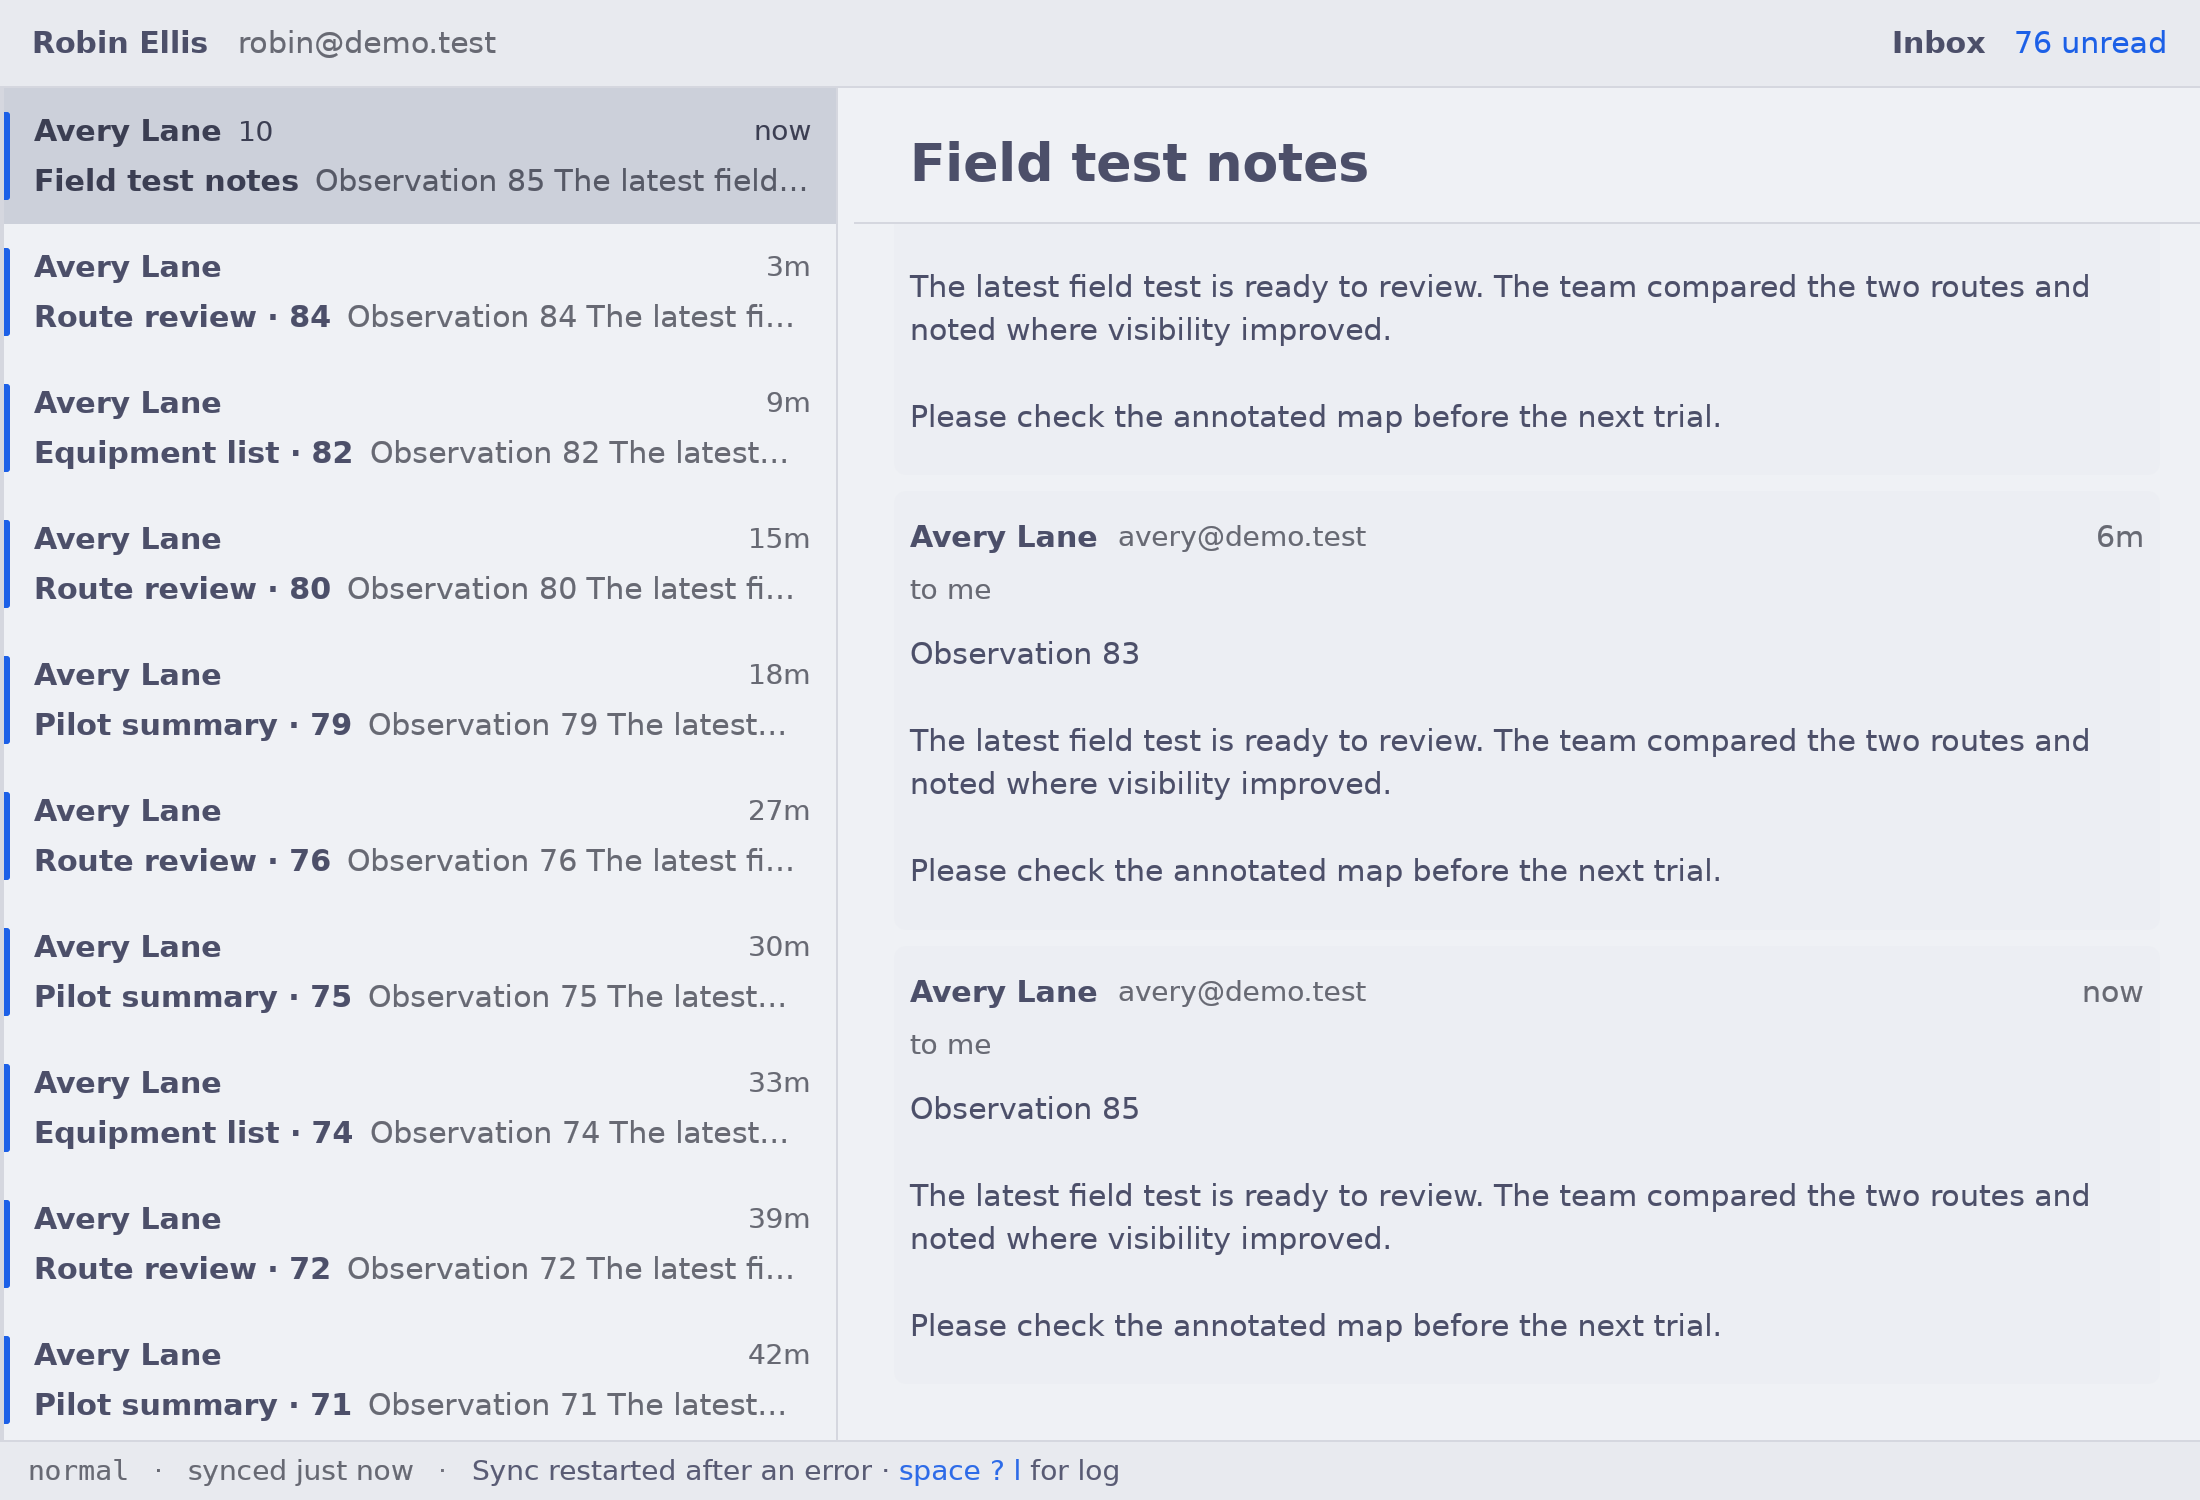 Robin Ellis robin@demo.test
Inbox 76 unread
Avery Lane 10 now
Field test notes Observation 85 The latest field…
Avery Lane 3m
Route review · 84 Observation 84 The latest fi…
Avery Lane 9m
Equipment list · 82 Observation 82 The latest…
Avery Lane 15m
Route review · 80 Observation 80 The latest fi…
Avery Lane 18m
Pilot summary · 79 Observation 79 The latest…
Avery Lane 27m
Route review · 76 Observation 76 The latest fi…
Avery Lane 30m
Pilot summary · 75 Observation 75 The latest…
Avery Lane 33m
Equipment list · 74 Observation 74 The latest…
Avery Lane 39m
Route review · 72 Observation 72 The latest fi…
Avery Lane 42m
Pilot summary · 71 Observation 71 The latest…
Field test notes
The latest field test is ready to review. The team compared the two routes and
noted where visibility improved.
Please check the annotated map before the next trial.
Avery Lane avery@demo.test 6m
to me
Observation 83
The latest field test is ready to review. The team compared the two routes and
noted where visibility improved.
Please check the annotated map before the next trial.
Avery Lane avery@demo.test now
to me
Observation 85
The latest field test is ready to review. The team compared the two routes and
noted where visibility improved.
Please check the annotated map before the next trial.
normal · synced just now · Sync restarted after an error · space ? l for log